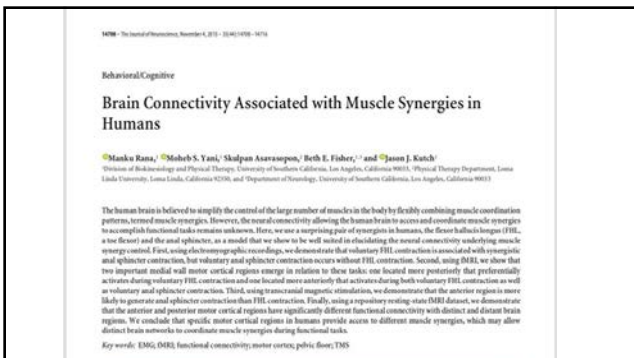 14708 • The Journal of Neuroscience, November 4, 2015 • 35(44):14708–14716
Behavioral/Cognitive
Brain Connectivity Associated with Muscle Synergies in
Humans
Manku Rana,1 Moheb S. Yani,1 Skulpan Asavasopon,2 Beth E. Fisher,1,3 and Jason J. Kutch1
1Division of Biokinesiology and Physical Therapy, University of Southern California, Los Angeles, California 90033, 2Physical Therapy Department, Loma
Linda University, Loma Linda, California 92350, and 3Department of Neurology, University of Southern California, Los Angeles, California 90033
The human brain is believed to simplify the control of the large number of muscles in the body by flexibly combining muscle coordination
patterns, termed muscle synergies. However, the neural connectivity allowing the human brain to access and coordinate muscle synergies
to accomplish functional tasks remains unknown. Here, we use a surprising pair of synergists in humans, the flexor hallucis longus (FHL,
a toe flexor) and the anal sphincter, as a model that we show to be well suited in elucidating the neural connectivity underlying muscle
synergy control. First, using electromyographic recordings, we demonstrate that voluntary FHL contraction is associated with synergistic
anal sphincter contraction, but voluntary anal sphincter contraction occurs without FHL contraction. Second, using fMRI, we show that
two important medial wall motor cortical regions emerge in relation to these tasks: one located more posteriorly that preferentially
activates during voluntary FHL contraction and one located more anteriorly that activates during both voluntary FHL contraction as well
as voluntary anal sphincter contraction. Third, using transcranial magnetic stimulation, we demonstrate that the anterior region is more
likely to generate anal sphincter contraction than FHL contraction. Finally, using a repository resting-state fMRI dataset, we demonstrate
that the anterior and posterior motor cortical regions have significantly different functional connectivity with distinct and distant brain
regions. We conclude that specific motor cortical regions in humans provide access to different muscle synergies, which may allow
distinct brain networks to coordinate muscle synergies during functional tasks.
Key words: EMG; fMRI; functional connectivity; motor cortex; pelvic floor; TMS